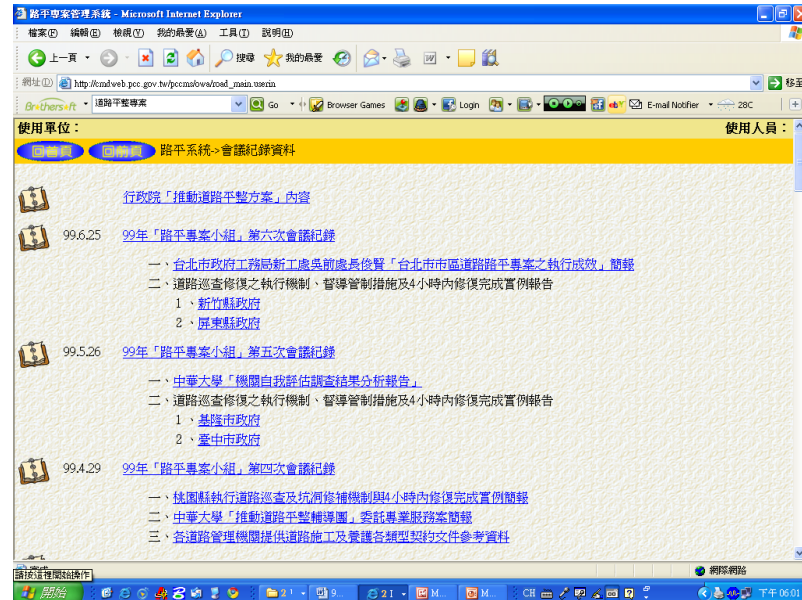 路平專案管理系統 - Microsoft Internet Explorer
檔案(F) 編輯(E) 檢視(V) 我的最愛(A) 工具(T) 說明(H)
上一頁 搜尋 我的最愛
網址(D) http://cmdweb.pcc.gov.tw/pccms/owa/road_main.userin 移至
Brothersoft 道路平整專案 Go Browser Games Login E-mail Notifier 28C
使用單位： 使用人員：
回首頁 回前頁 路平系統->會議紀錄資料
行政院「推動道路平整方案」內容
99.6.25 99年「路平專案小組」第六次會議紀錄
一、台北市政府工務局新工處吳前處長俊賢「台北市市區道路路平專案之執行成效」簡報
二、道路巡查修復之執行機制、督導管制措施及4小時內修復完成實例報告
1、新竹縣政府
2、屏東縣政府
99.5.26 99年「路平專案小組」第五次會議紀錄
一、中華大學「機關自我評估調查結果分析報告」
二、道路巡查修復之執行機制、督導管制措施及4小時內修復完成實例報告
1、基隆市政府
2、臺中市政府
99.4.29 99年「路平專案小組」第四次會議紀錄
一、桃園縣執行道路巡查及坑洞修補機制與4小時內修復完成實例簡報
二、中華大學「推動道路平整輔導團」委託專業服務案簡報
三、各道路管理機關提供道路施工及養護各類型契約文件參考資料
請按這裡開始操作 網際網路
開始 2 1 9... 2 I M... M... CH 下午 06:01